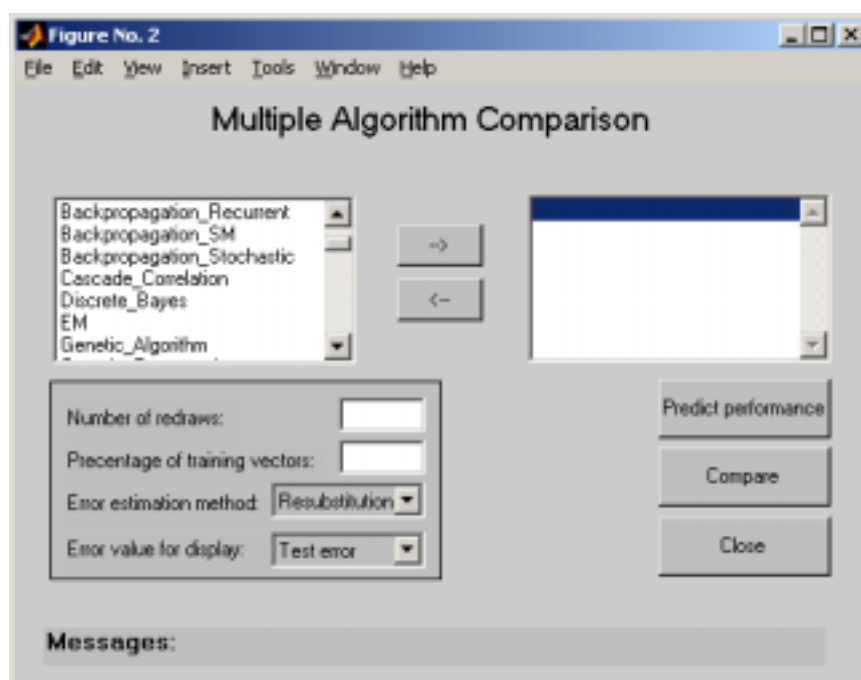 Figure No. 2
File Edit View Insert Tools Window Help
Multiple Algorithm Comparison
Backpropagation_Recurrent
Backpropagation_SM
Backpropagation_Stochastic
Cascade_Correlation
Discrete_Bayes
EM
Genetic_Algorithm
-->
<--
Number of redraws:
Precentage of training vectors:
Error estimation method: Resubstitution
Error value for display: Test error
Predict performance
Compare
Close
Messages: